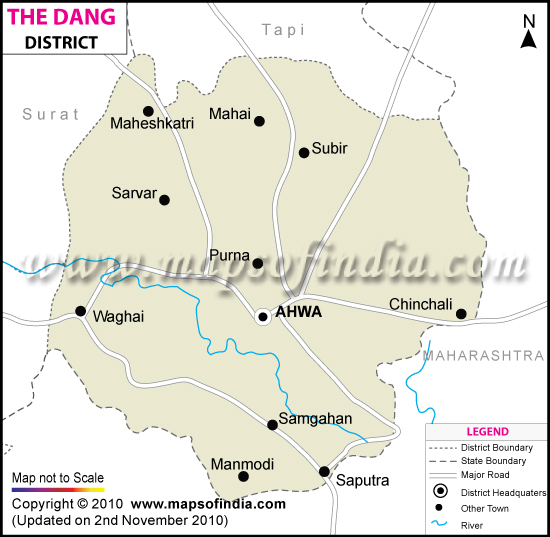 THE DANG
DISTRICT
Tapi
N
Surat
Maheshkatri
Mahai
Subir
Sarvar
Purna
www.mapsofindia.com
Chinchali
AHWA
Waghai
MAHARASHTRA
Samgahan
Manmodi
Saputra
LEGEND
District Boundary
State Boundary
Major Road
District Headquaters
Other Town
River
Map not to Scale
Copyright © 2010 www.mapsofindia.com
(Updated on 2nd November 2010)